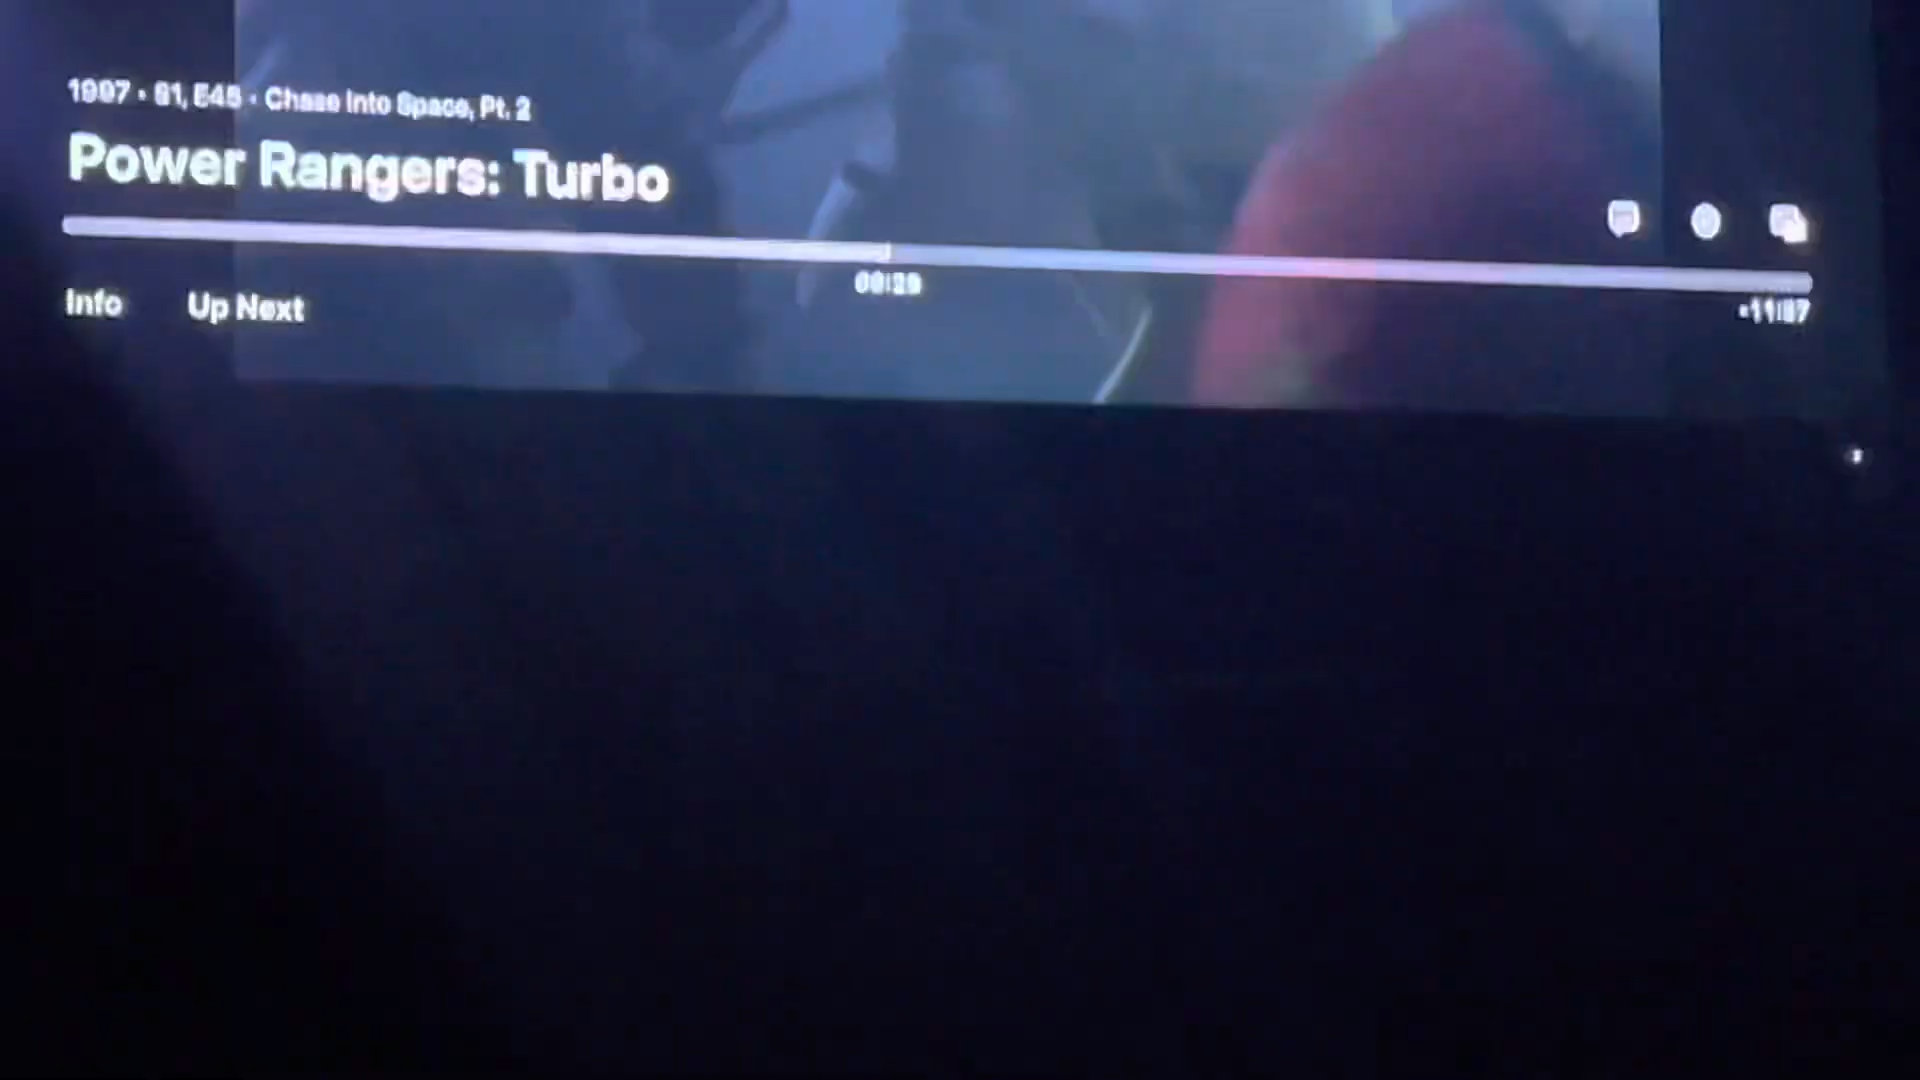 1997 • S1, E45 • Chase Into Space, Pt. 2
Power Rangers: Turbo
Info
Up Next